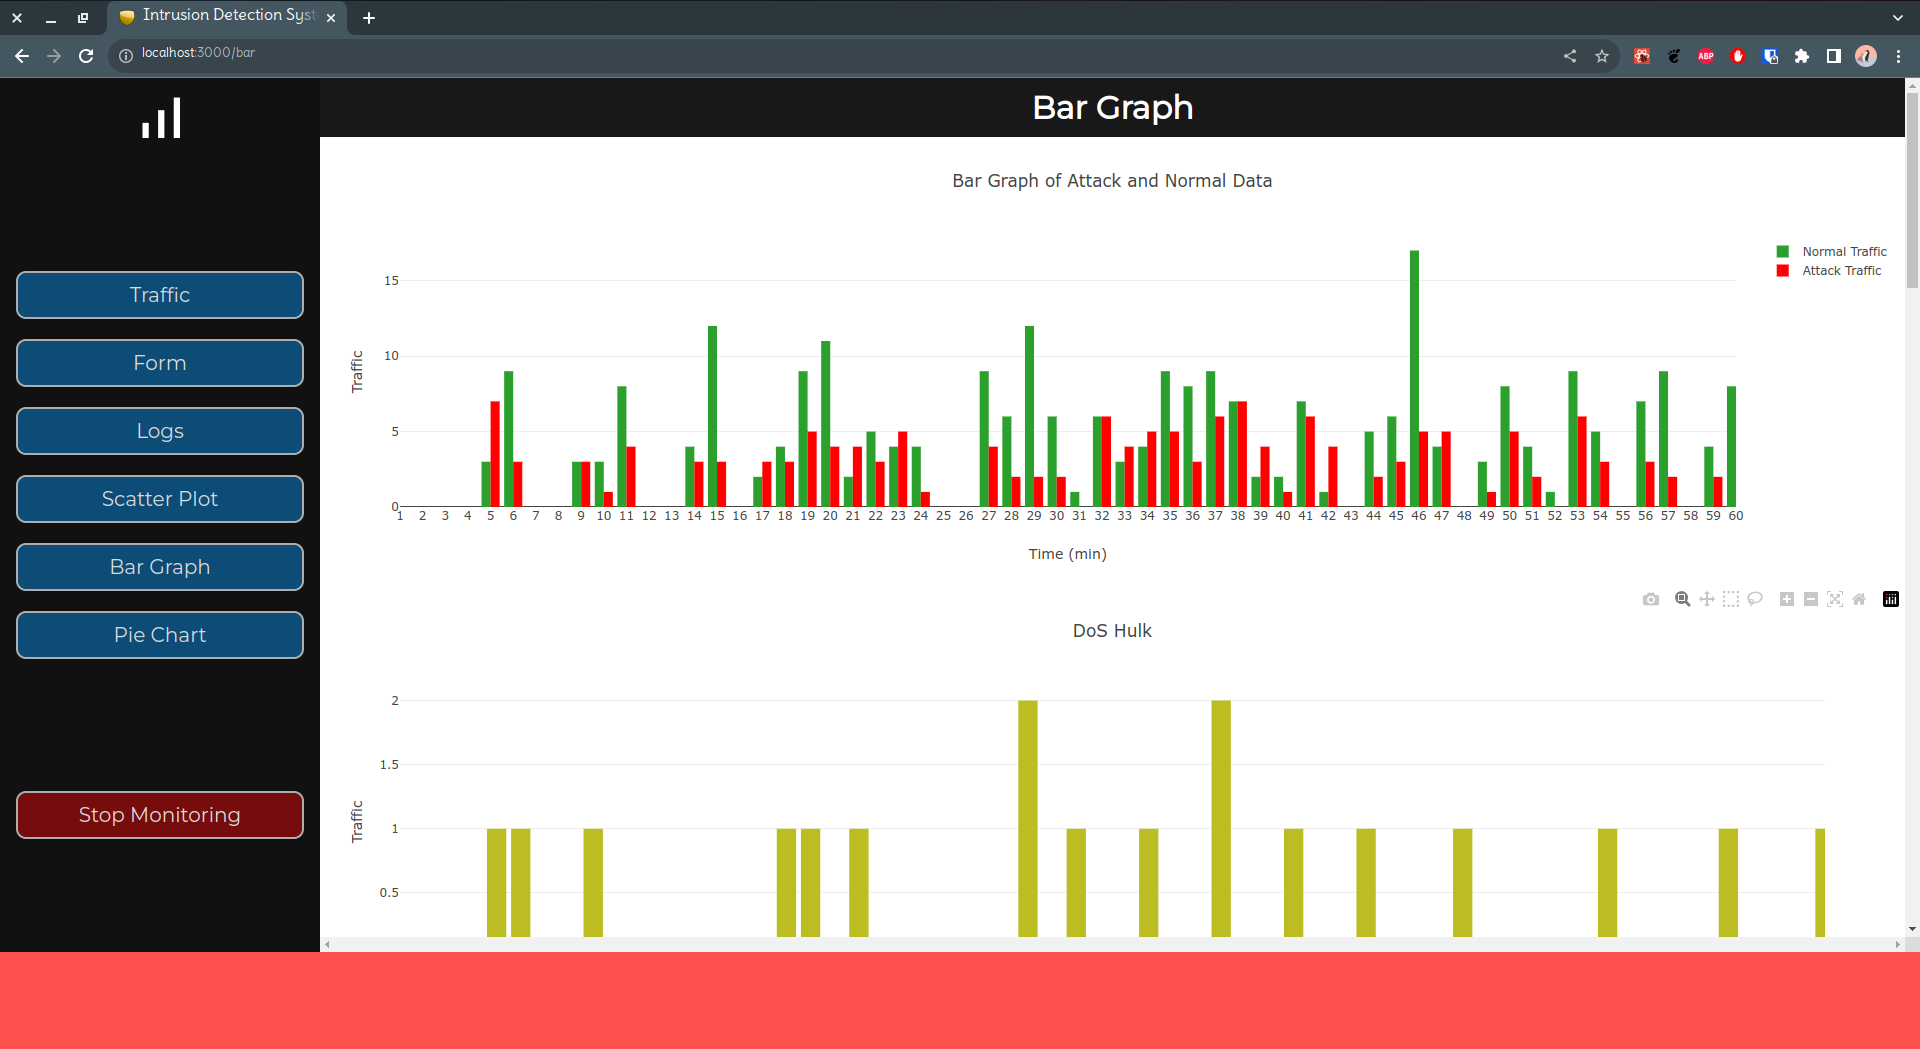 Intrusion Detection Syst
localhost:3000/bar
ABP
Bar Graph
Traffic
Form
Logs
Scatter Plot
Bar Graph
Pie Chart
Stop Monitoring
Bar Graph of Attack and Normal Data
Normal Traffic
Attack Traffic
15
10
5
0
Traffic
1 2 3 4 5 6 7 8 9 10 11 12 13 14 15 16 17 18 19 20 21 22 23 24 25 26 27 28 29 30 31 32 33 34 35 36 37 38 39 40 41 42 43 44 45 46 47 48 49 50 51 52 53 54 55 56 57 58 59 60
Time (min)
DoS Hulk
2
1.5
1
0.5
Traffic